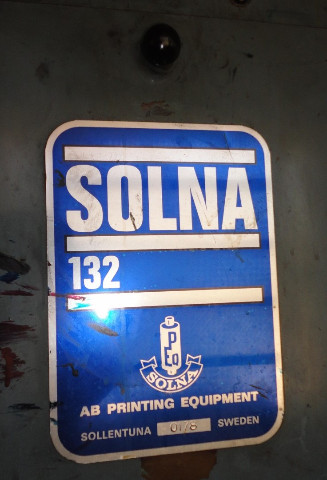 SOLNA
132
SOLNA
AB PRINTING EQUIPMENT
SOLLENTUNA SWEDEN